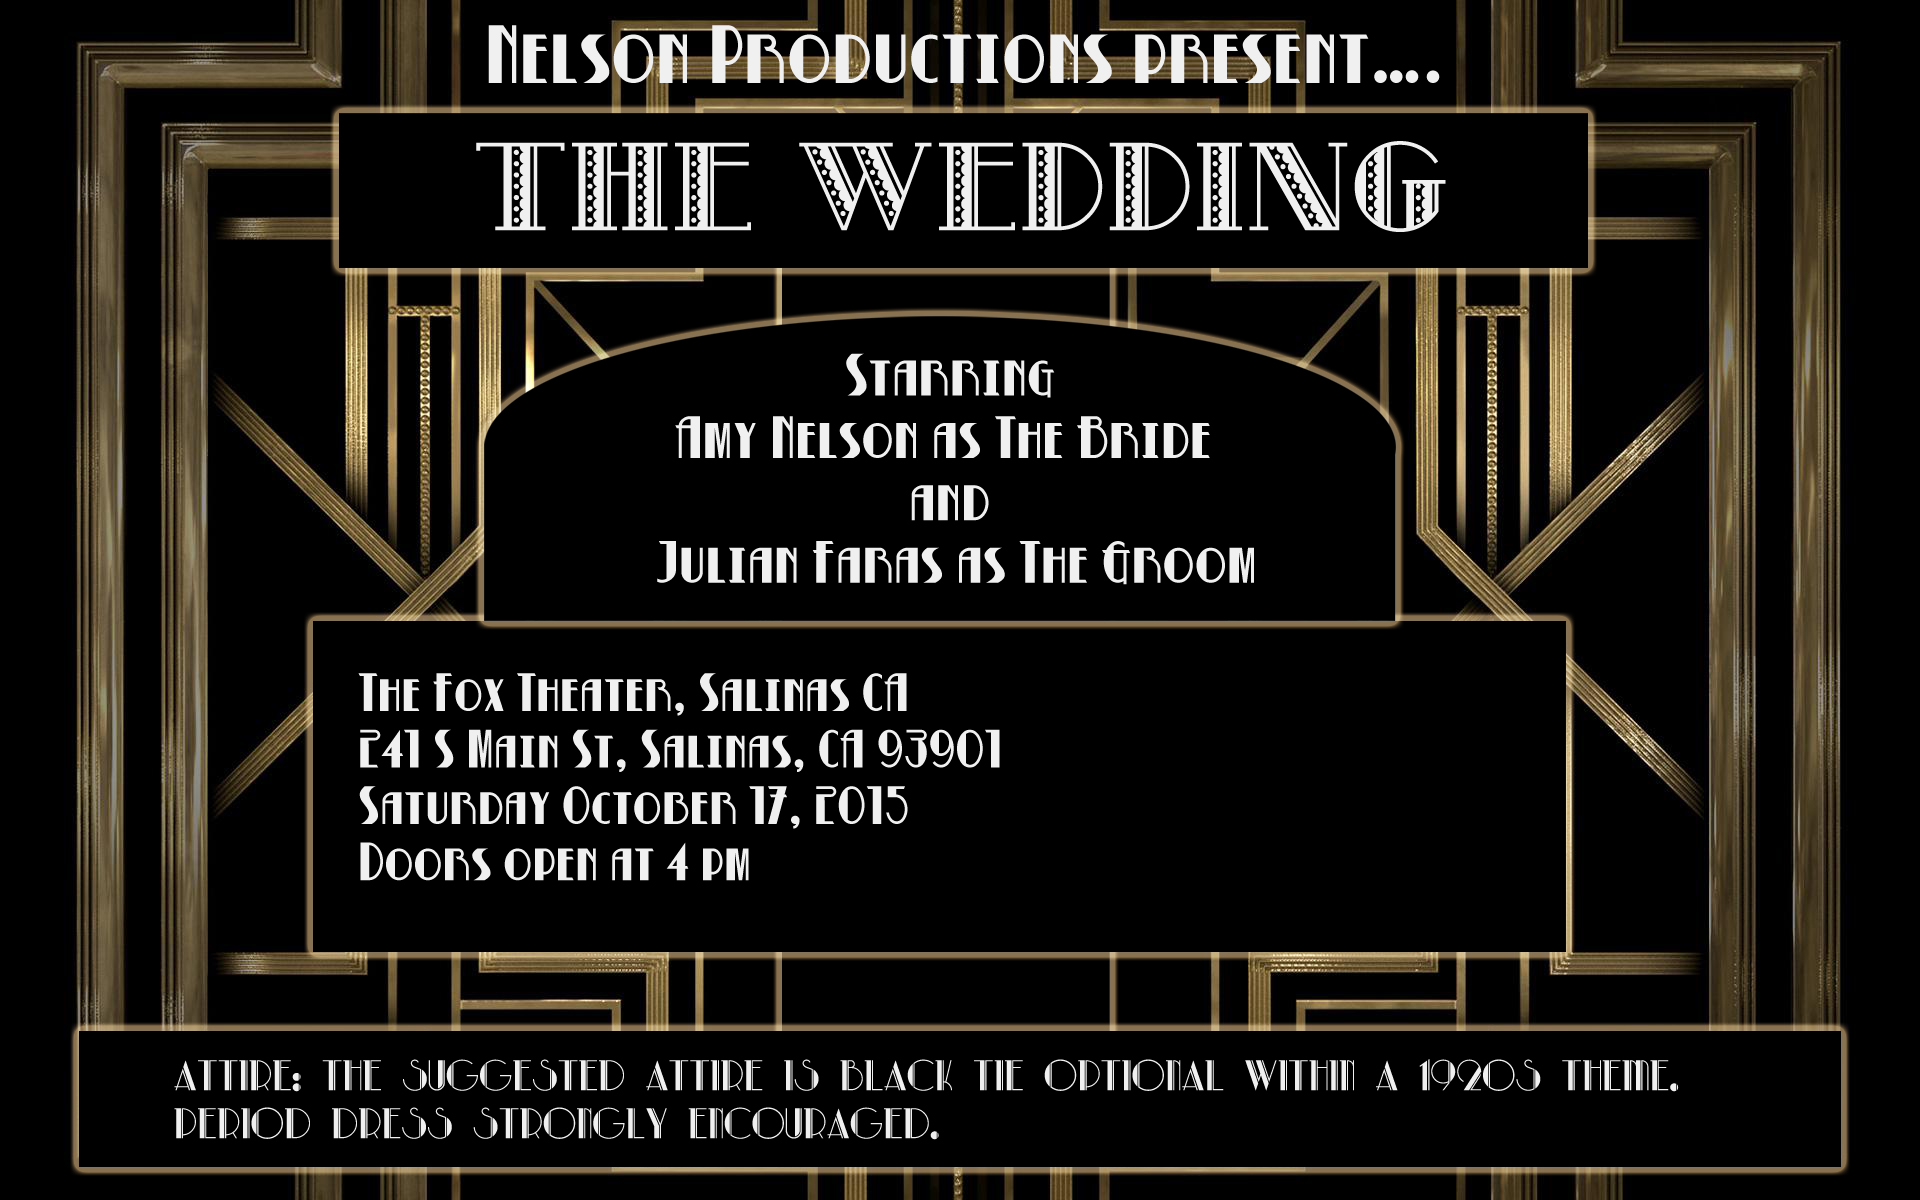 Nelson Productions present....
THE WEDDING
Starring
Amy Nelson as The Bride
and
Julian Faras as The Groom
The Fox Theater, Salinas CA
241 S Main St, Salinas, CA 93901
Saturday October 17, 2015
Doors open at 4 pm
ATTIRE: THE SUGGESTED ATTIRE IS BLACK TIE OPTIONAL WITHIN A 1920S THEME.
PERIOD DRESS STRONGLY ENCOURAGED.